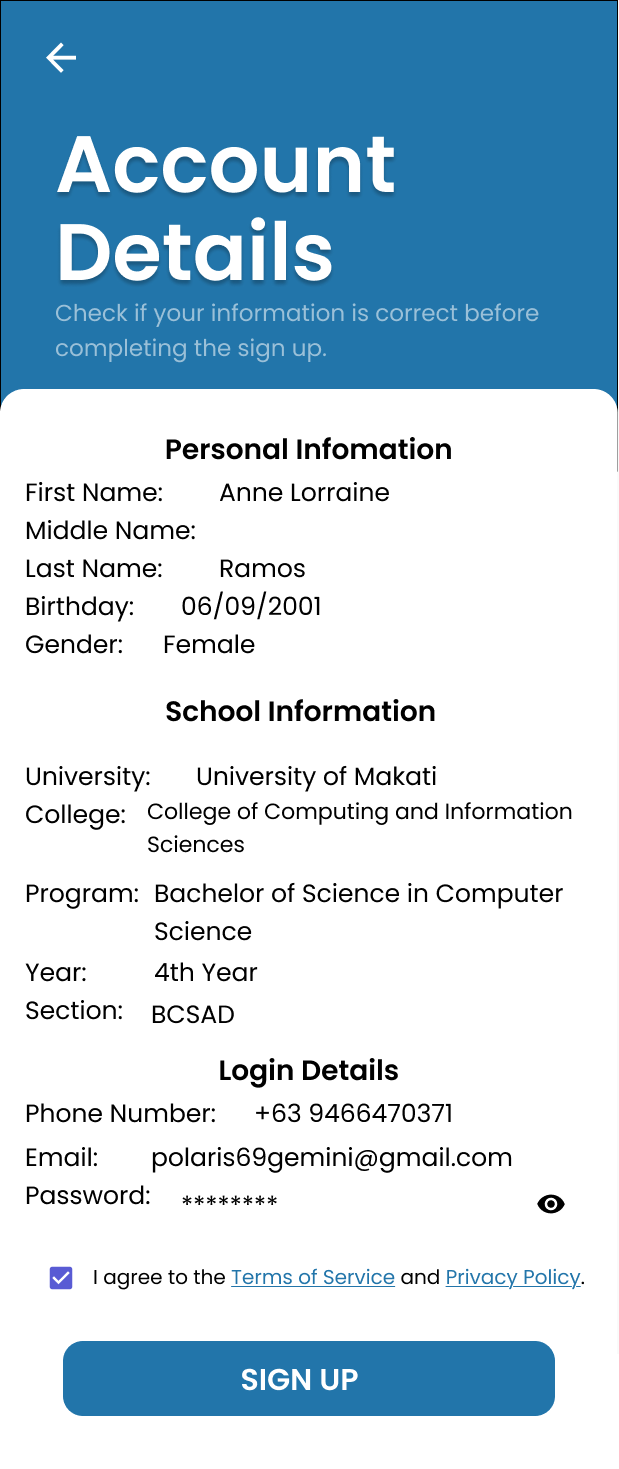 Account
Details
Check if your information is correct before
completing the sign up.
Personal Infomation
First Name: Anne Lorraine
Middle Name:
Last Name: Ramos
Birthday: 06/09/2001
Gender: Female
School Information
University: University of Makati
College: College of Computing and Information
Sciences
Program: Bachelor of Science in Computer
Science
Year: 4th Year
Section: BCSAD
Login Details
Phone Number: +63 9466470371
Email: polaris69gemini@gmail.com
Password: ********
I agree to the Terms of Service and Privacy Policy.
SIGN UP